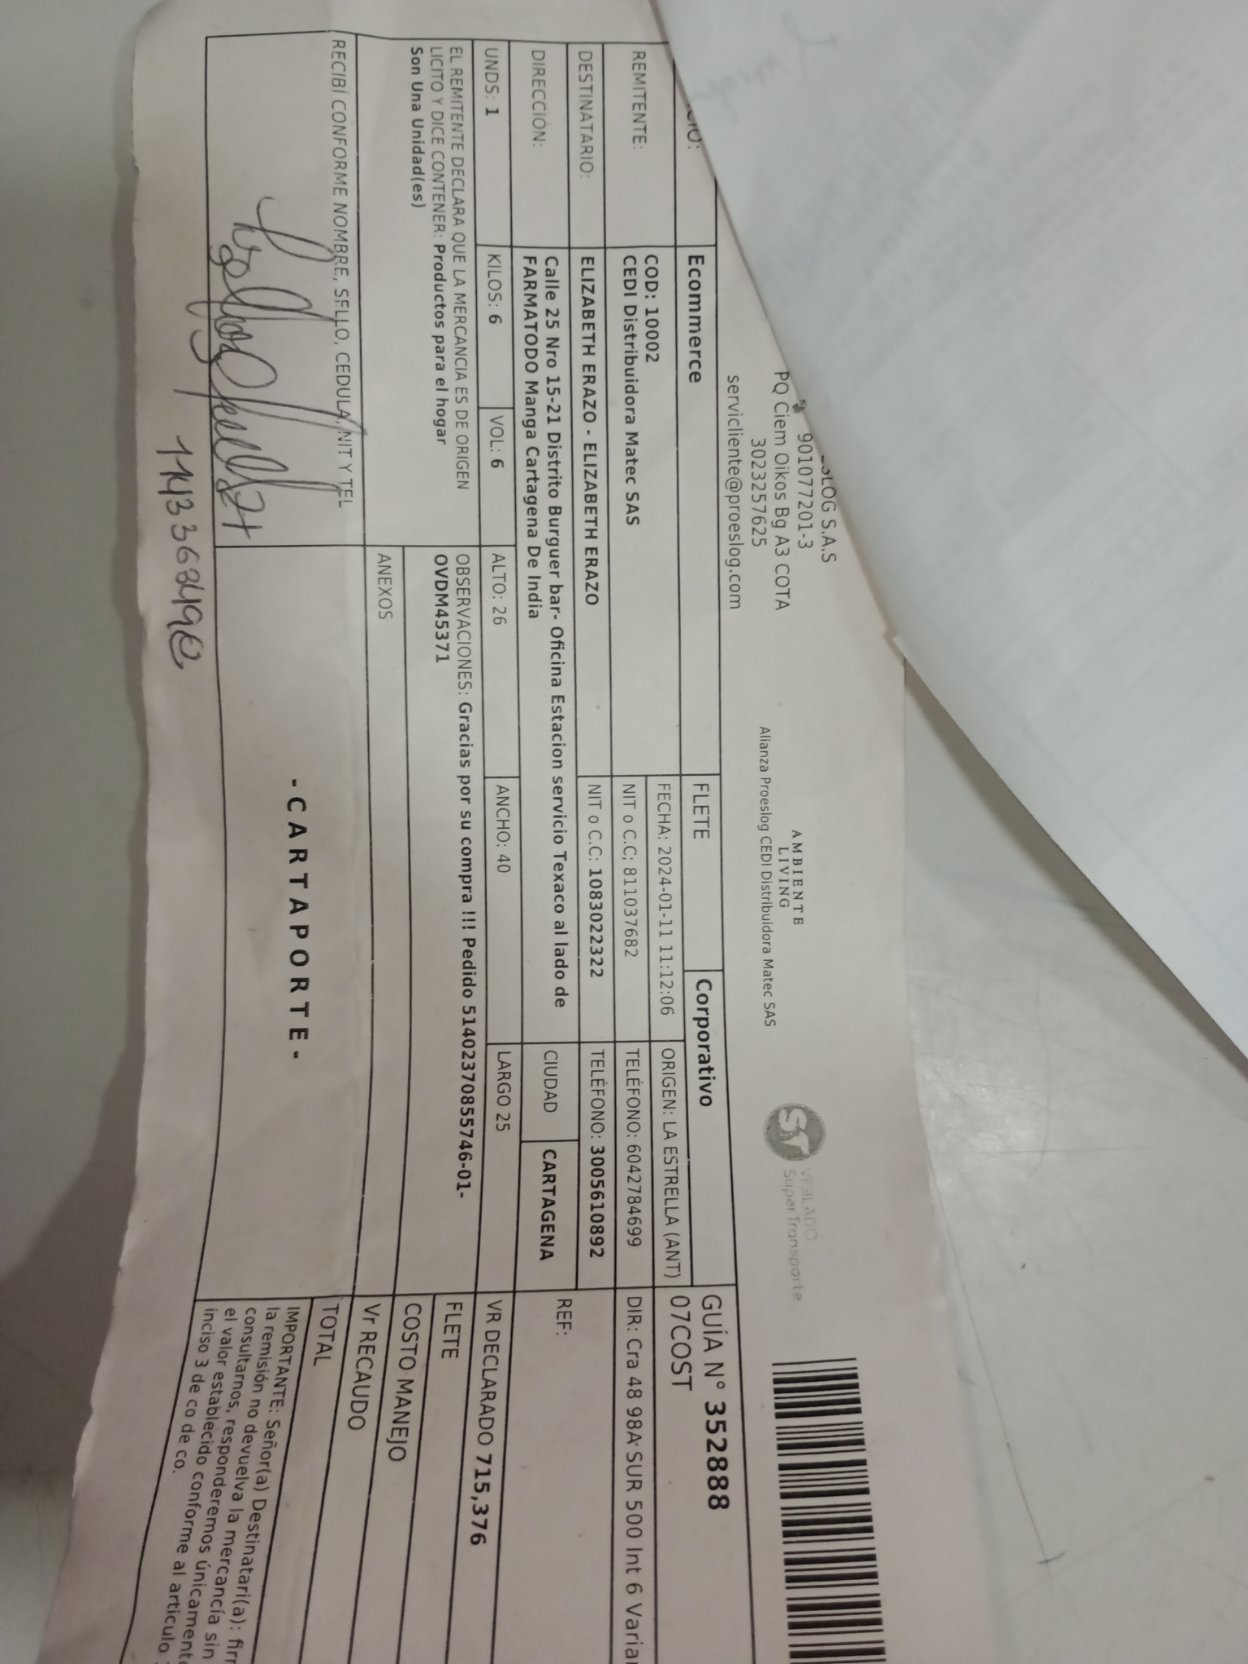 SLOG S.A.S
901077201-3
PQ Ciem Oikos Bg A3 COTA
3023257625
servicliente@proeslog.com
AMBIENTE
LIVING
Alianza Proeslog CEDI Distribuidora Matec SAS
VIGILADO
Super Transporte
Ecommerce
FLETE
Corporativo
GUÍA N° 352888
07COST
REMITENTE:
COD: 10002
CEDI Distribuidora Matec SAS
FECHA: 2024-01-11 11:12:06
ORIGEN: LA ESTRELLA (ANT)
NIT o C.C: 811037682
TELÉFONO: 6042784699
DIR: Cra 48 98A SUR 500 Int 6 Varia
DESTINATARIO:
ELIZABETH ERAZO - ELIZABETH ERAZO
NIT o C.C: 1083022322
TELÉFONO: 3005610892
DIRECCIÓN:
Calle 25 Nro 15-21 Distrito Burguer bar- Oficina Estacion servicio Texaco al lado de
FARMATODO Manga Cartagena De India
CIUDAD
CARTAGENA
REF:
UNDS: 1
KILOS: 6
VOL: 6
ALTO: 26
ANCHO: 40
LARGO 25
VR DECLARADO 715,376
EL REMITENTE DECLARA QUE LA MERCANCIA ES DE ORIGEN
LICITO Y DICE CONTENER: Productos para el hogar
Son Una Unidad(es)
OBSERVACIONES: Gracias por su compra !!! Pedido 5140237085​5746-01-
OVDM45371
FLETE
COSTO MANEJO
ANEXOS
Vr RECAUDO
RECIBÍ CONFORME NOMBRE, SELLO, CEDULA, NIT Y TEL
TOTAL
- CARTAPORTE -
IMPORTANTE: Señor(a) Destinatari(a): firr
la remisión no devuelva la mercancía sin
consultarnos, responderemos únicamente
el valor establecido conforme al articulo
inciso 3 de co de co.